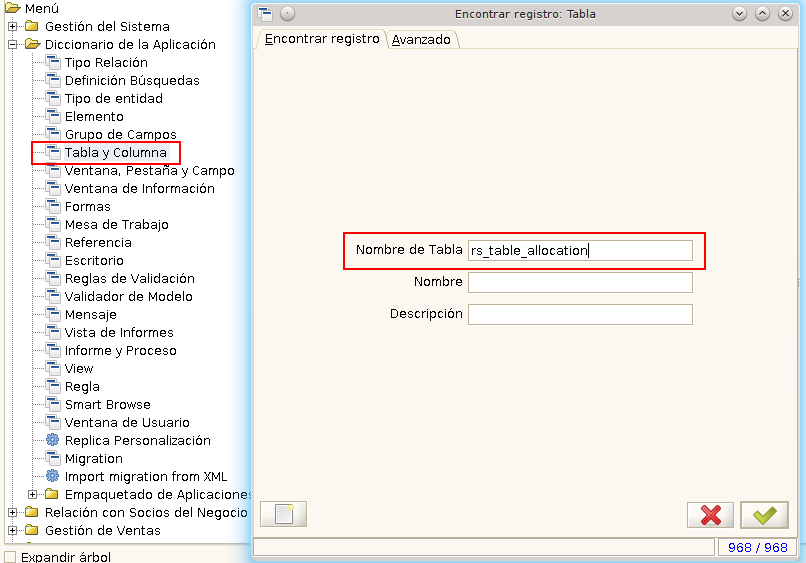 Menú
Gestión del Sistema
Diccionario de la Aplicación
Tipo Relación
Definición Búsquedas
Tipo de entidad
Elemento
Grupo de Campos
Tabla y Columna
Ventana, Pestaña y Campo
Ventana de Información
Formas
Mesa de Trabajo
Referencia
Escritorio
Reglas de Validación
Validador de Modelo
Mensaje
Vista de Informes
Informe y Proceso
View
Regla
Smart Browse
Ventana de Usuario
Replica Personalización
Migration
Import migration from XML
Empaquetado de Aplicaciones
Relación con Socios del Negocio
Gestión de Ventas
Expandir árbol
Encontrar registro: Tabla
Encontrar registro
Avanzado
Nombre de Tabla rs_table_allocation
Nombre
Descripción
968 / 968